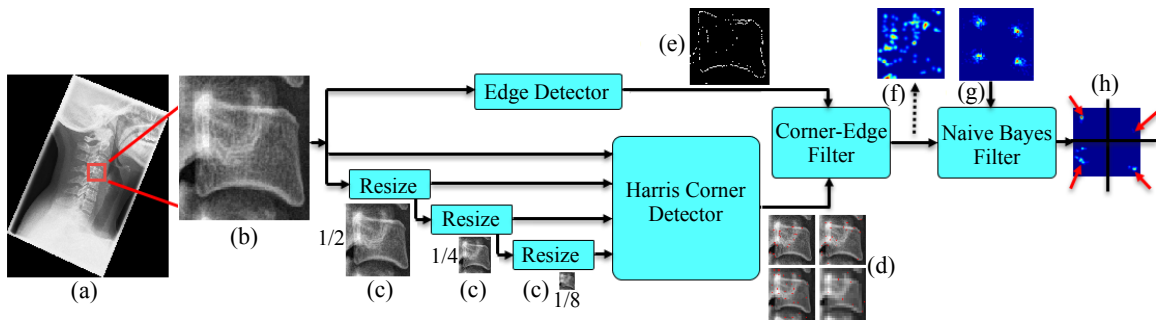 (a)
(b)
Edge Detector
(e)
Resize
1/2
(c)
Resize
1/4
(c)
Resize
(c)
1/8
Harris Corner
Detector
(d)
Corner-Edge
Filter
(f)
(g)
Naive Bayes
Filter
(h)